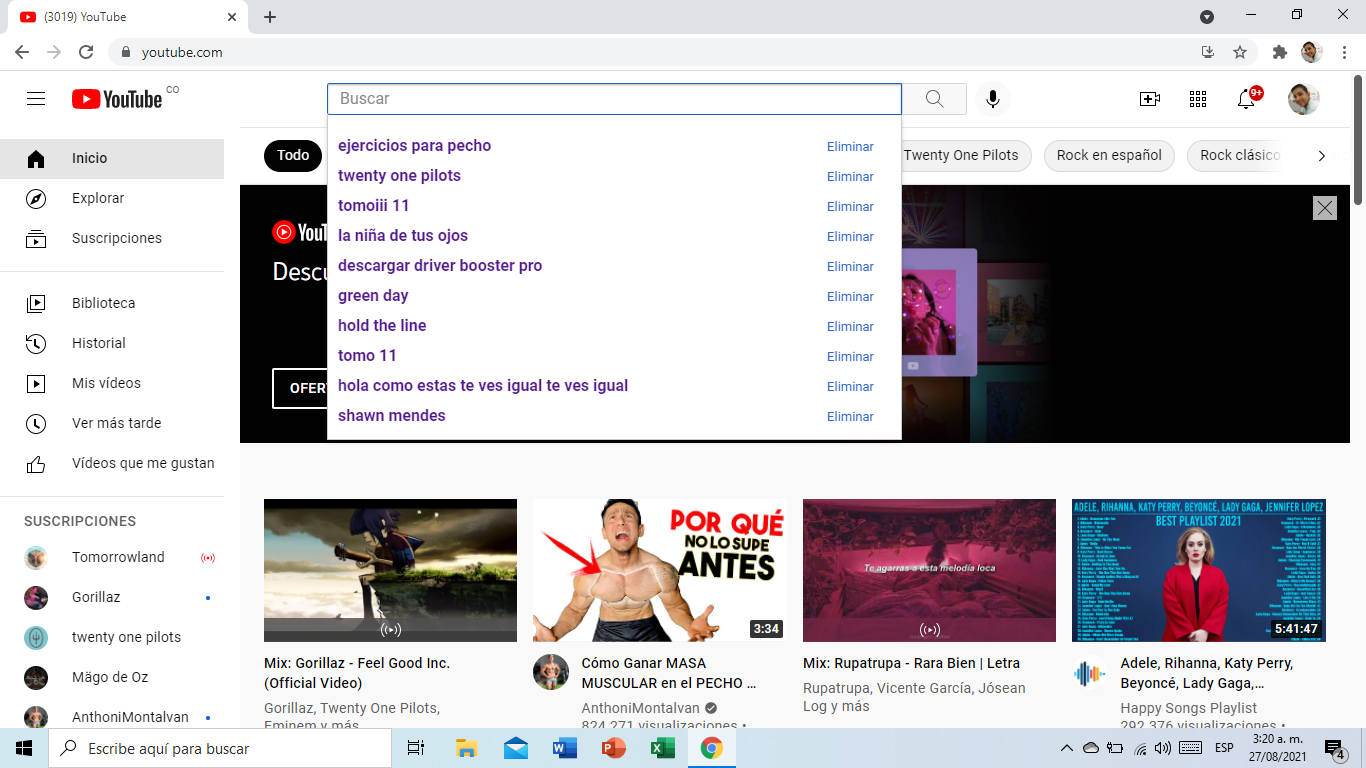 (3019) YouTube
youtube.com
YouTube CO
Buscar
9+
Inicio
Explorar
Suscripciones
Biblioteca
Historial
Mis vídeos
Ver más tarde
Vídeos que me gustan
SUSCRIPCIONES
Tomorrowland
Gorillaz
twenty one pilots
Mägo de Oz
AnthoniMontalvan
Todo
Twenty One Pilots
Rock en español
Rock clásico
ejercicios para pecho Eliminar
twenty one pilots Eliminar
tomoiii 11 Eliminar
la niña de tus ojos Eliminar
descargar driver booster pro Eliminar
green day Eliminar
hold the line Eliminar
tomo 11 Eliminar
hola como estas te ves igual te ves igual Eliminar
shawn mendes Eliminar
You
Descu
OFERT
POR QUÉ
NO LO SUPE
ANTES
3:34
Te agarras a esta melodía loca
ADELE, RIHANNA, KATY PERRY, BEYONCÉ, LADY GAGA, JENNIFER LOPEZ
BEST PLAYLIST 2021
5:41:47
Mix: Gorillaz - Feel Good Inc.
(Official Video)
Gorillaz, Twenty One Pilots,
Eminem y más
Cómo Ganar MASA
MUSCULAR en el PECHO ...
AnthoniMontalvan
824.271 visualizaciones •
Mix: Rupatrupa - Rara Bien | Letra
Rupatrupa, Vicente García, Jósean
Log y más
Adele, Rihanna, Katy Perry,
Beyoncé, Lady Gaga,...
Happy Songs Playlist
292.376 visualizaciones •
Escribe aquí para buscar
ESP
3:20 a. m.
27/08/2021
4